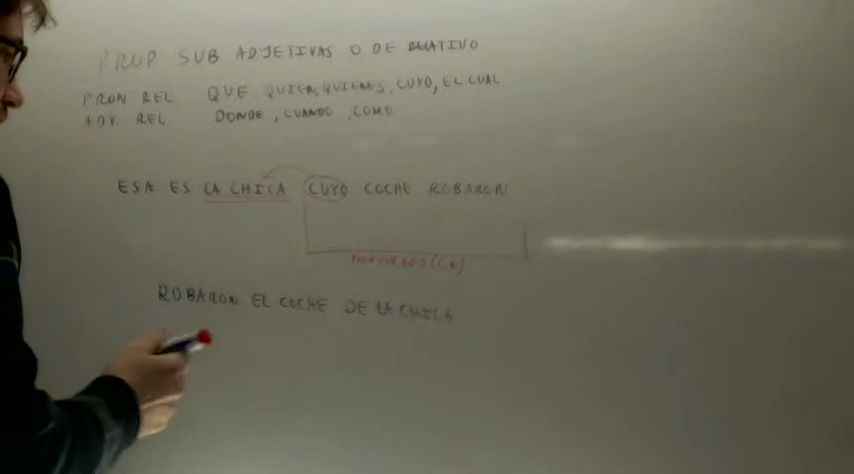 PROP SUB ADJETIVAS O DE RELATIVO
PRON REL QUE QUIEN, QUIENES, CUYO, EL CUAL
ADV REL DONDE, CUANDO, COMO
ESA ES LA CHICA CUYO COCHE ROBARON
(CN)
ROBARON EL COCHE DE LA CHICA